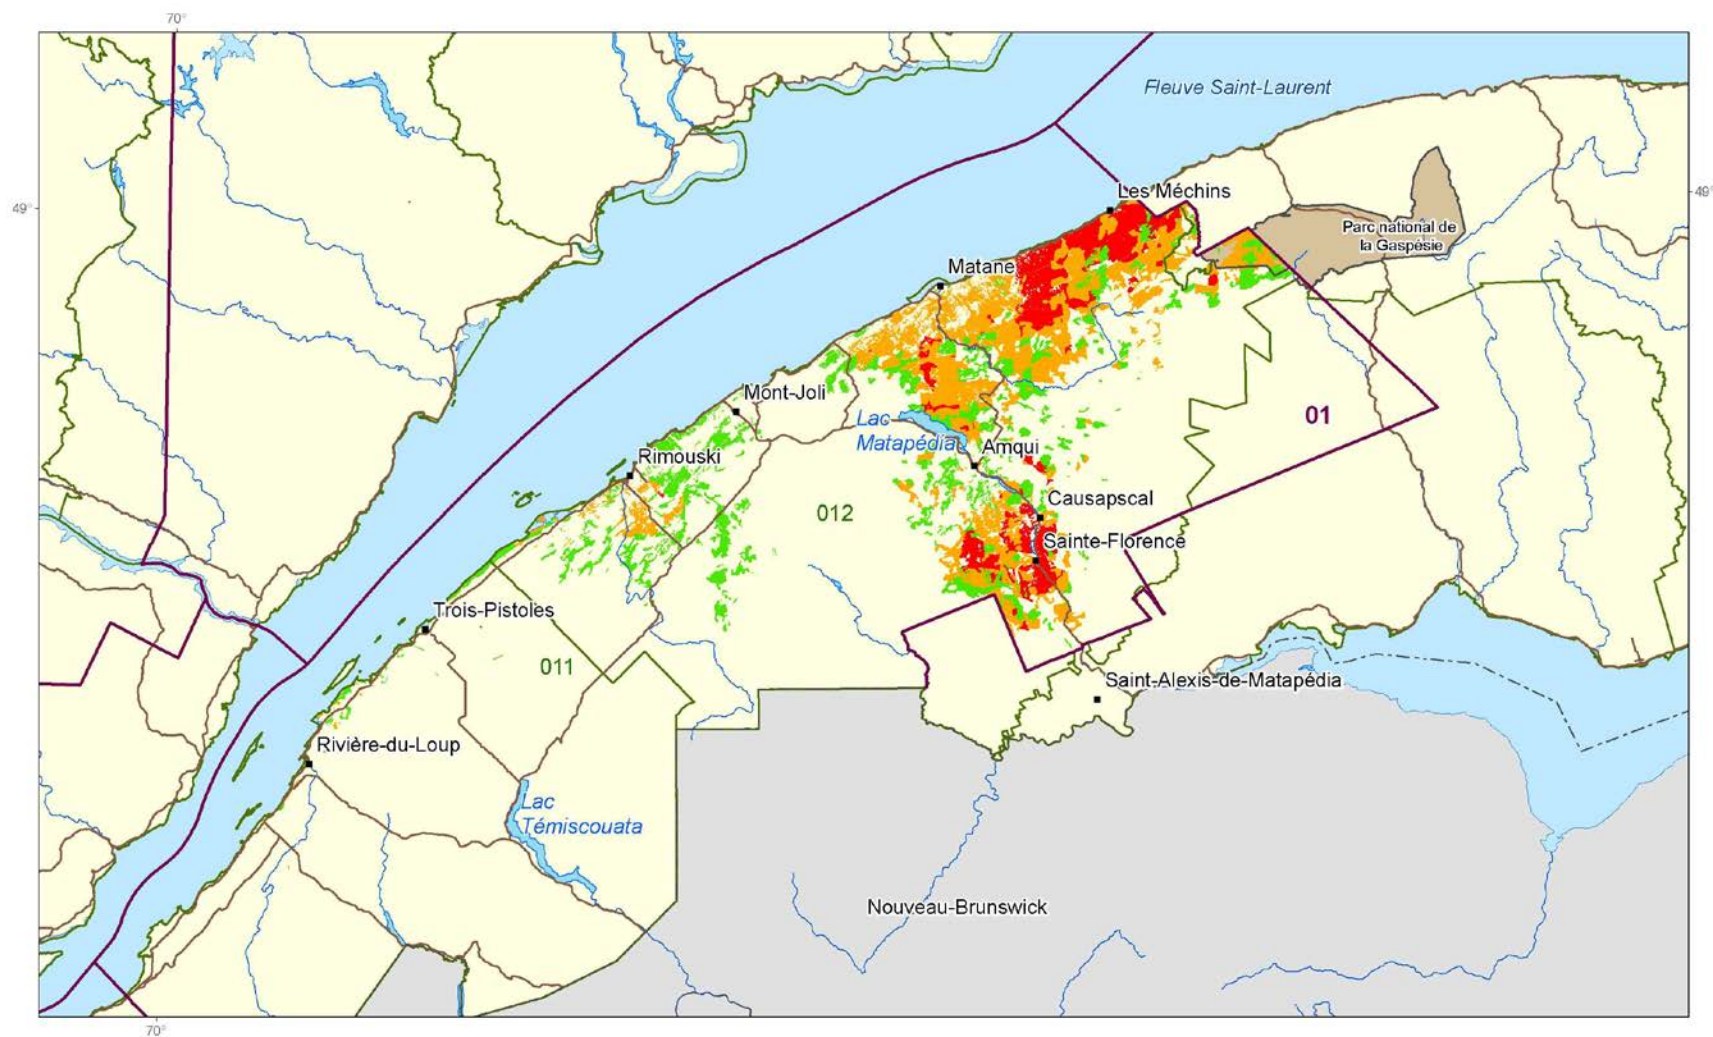 70°
Fleuve Saint-Laurent
Les Méchins
49°
49°
Parc national de
la Gaspésie
Matane
Mont-Joli
01
Lac
Matapédia
Amqui
Rimouski
Causapscal
012
Sainte-Florence
Trois-Pistoles
011
Saint-Alexis-de-Matapédia
Rivière-du-Loup
Lac
Témiscouata
Nouveau-Brunswick
70°